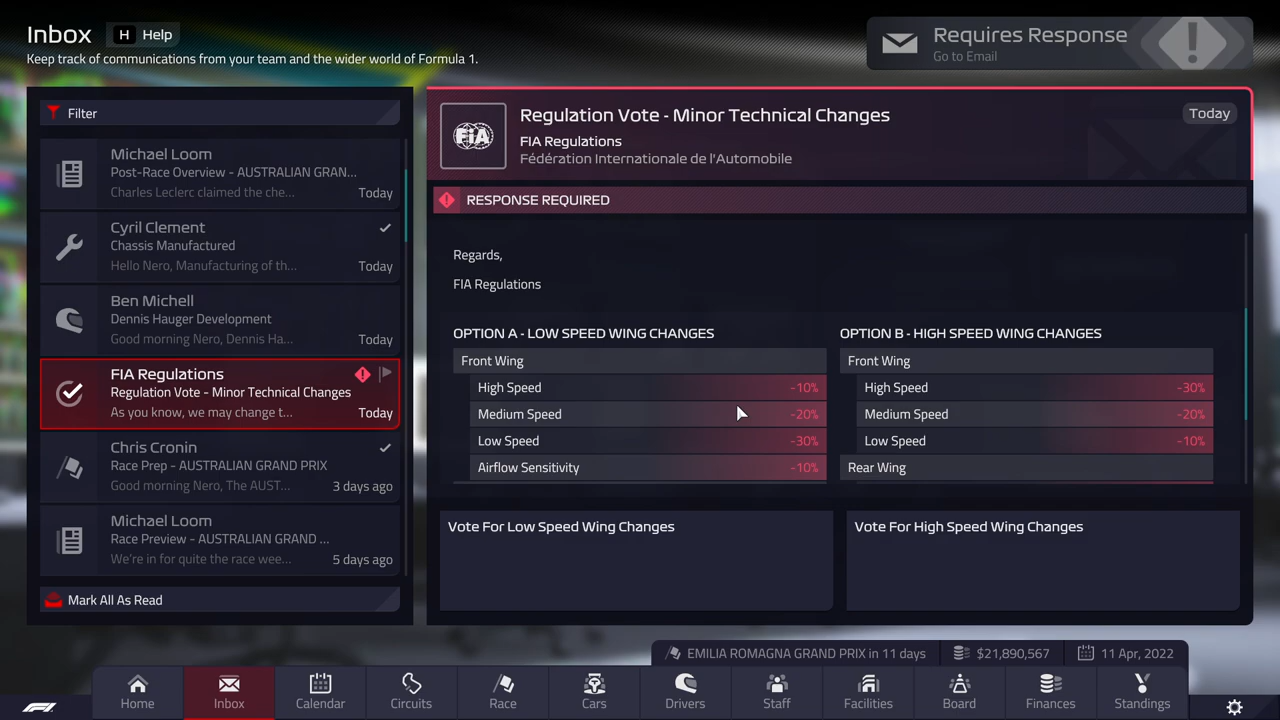 Inbox
H Help
Keep track of communications from your team and the wider world of Formula 1.
Requires Response
Go to Email
Filter
Michael Loom
Post-Race Overview - AUSTRALIAN GRAN...
Charles Leclerc claimed the che...
Today
Cyril Clement
Chassis Manufactured
Hello Nero, Manufacturing of th...
Today
Ben Michell
Dennis Hauger Development
Good morning Nero, Dennis Ha...
Today
FIA Regulations
Regulation Vote - Minor Technical Changes
As you know, we may change t...
Today
Chris Cronin
Race Prep - AUSTRALIAN GRAND PRIX
Good morning Nero, The AUST...
3 days ago
Michael Loom
Race Preview - AUSTRALIAN GRAND ...
We're in for quite the race wee...
5 days ago
Mark All As Read
FiA
Regulation Vote - Minor Technical Changes
Today
FIA Regulations
Fédération Internationale de l'Automobile
RESPONSE REQUIRED
Regards,
FIA Regulations
OPTION A - LOW SPEED WING CHANGES
Front Wing
High Speed -10%
Medium Speed -20%
Low Speed -30%
Airflow Sensitivity -10%
OPTION B - HIGH SPEED WING CHANGES
Front Wing
High Speed -30%
Medium Speed -20%
Low Speed -10%
Rear Wing
Vote For Low Speed Wing Changes
Vote For High Speed Wing Changes
EMILIA ROMAGNA GRAND PRIX in 11 days
$21,890,567
11 Apr, 2022
F1
Home
Inbox
Calendar
Circuits
Race
Cars
Drivers
Staff
Facilities
Board
Finances
Standings